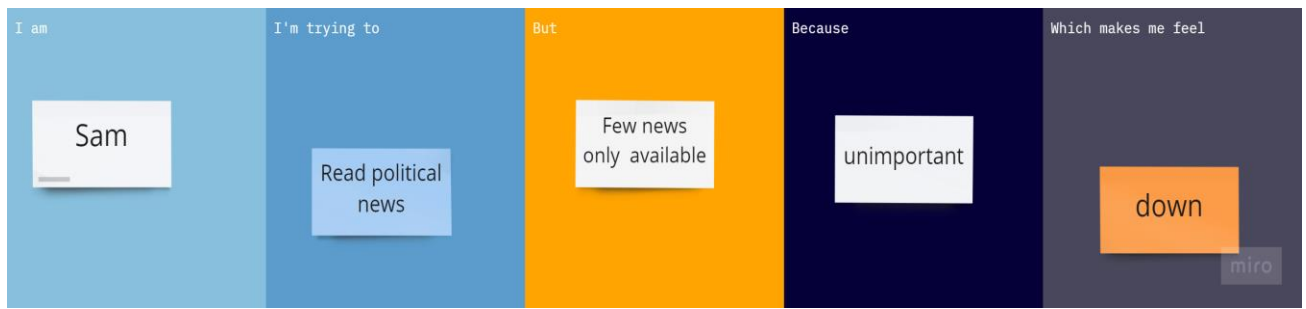 I am
I'm trying to
But
Because
Which makes me feel
Sam
Read political
news
Few news
only available
unimportant
down
miro